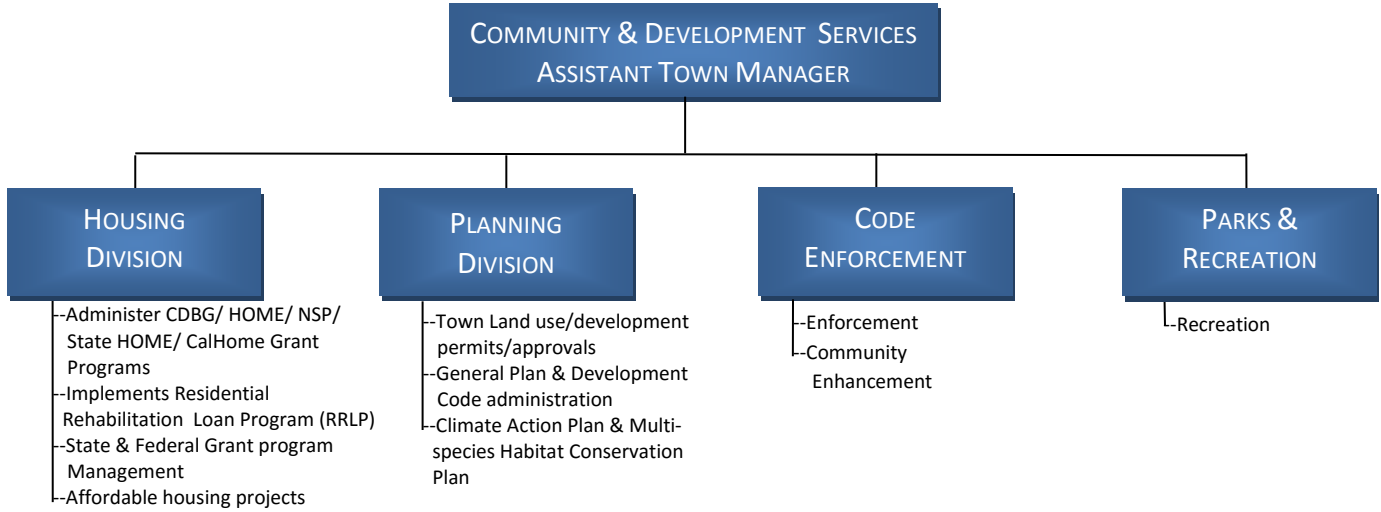 COMMUNITY & DEVELOPMENT SERVICES
ASSISTANT TOWN MANAGER
HOUSING
DIVISION
--Administer CDBG/ HOME/ NSP/
State HOME/ CalHome Grant
Programs
--Implements Residential
Rehabilitation Loan Program (RRLP)
--State & Federal Grant program
Management
--Affordable housing projects
PLANNING
DIVISION
--Town Land use/development
permits/approvals
--General Plan & Development
Code administration
--Climate Action Plan & Multi-
species Habitat Conservation
Plan
CODE
ENFORCEMENT
--Enforcement
--Community
Enhancement
PARKS &
RECREATION
--Recreation